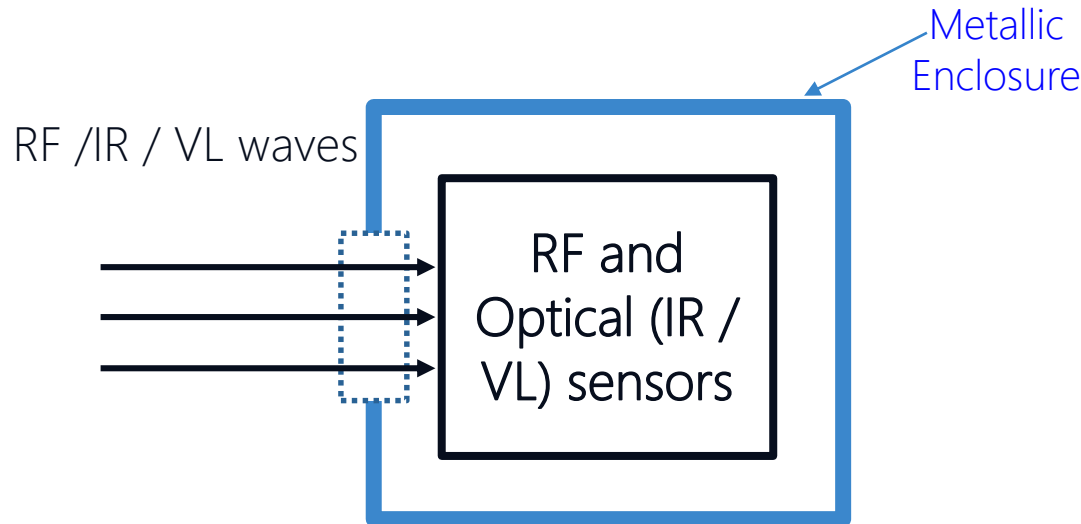 Metallic
Enclosure
RF /IR / VL waves
RF and
Optical (IR /
VL) sensors